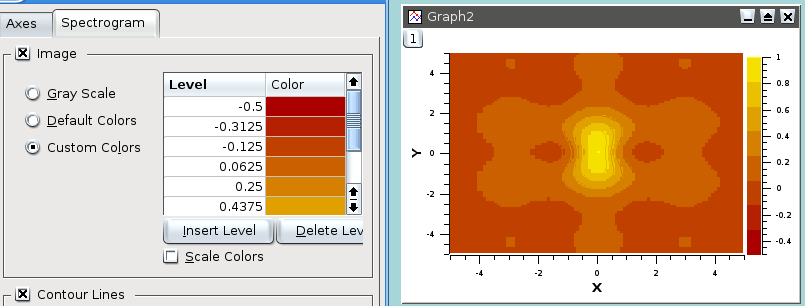 Axes
Spectrogram
Image
Gray Scale
Default Colors
Custom Colors
Level Color
-0.5
-0.3125
-0.125
0.0625
0.25
0.4375
Insert Level
Delete Lev
Scale Colors
Contour Lines
Graph2
1
4
2
0
-2
-4
Y
-4 -2 0 2 4
X
1
0.8
0.6
0.4
0.2
0
-0.2
-0.4